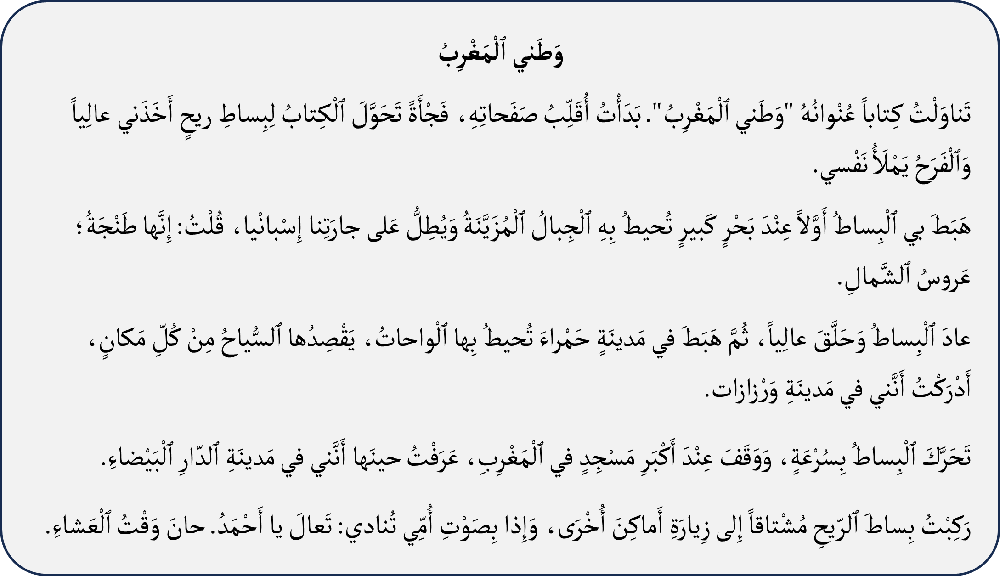 وَطَني ٱلْمَغْرِبُ
تَناوَلْتُ كِتاباً عُنْوانُهُ "وَطَني ٱلْمَغْرِبُ". بَدَأْتُ أُقَلِّبُ صَفَحاتِهِ، فَجْأَةً تَحَوَّلَ ٱلْكِتابُ لِبِساطِ ريحٍ أَخَذَني عالِياً
وَٱلْفَرَحُ يَمْلَأُ نَفْسي.
هَبَطَ بي ٱلْبِساطُ أَوَّلاً عِنْدَ بَحْرٍ كَبيرٍ تُحيطُ بِهِ ٱلْجِبالُ ٱلْمُزَيَّنَةُ وَيُطِلُّ عَلى جارَتِنا إِسْبانْيا، قُلْتُ: إِنَّها طَنْجَةُ؛
عَروسُ ٱلشَّمالِ.
عادَ ٱلْبِساطُ وَحَلَّقَ عالِياً، ثُمَّ هَبَطَ في مَدينَةٍ حَمْراءَ تُحيطُ بِها ٱلْواحاتُ، يَقْصِدُها ٱلسُّياحُ مِنْ كُلِّ مَكانٍ،
أَدْرَكْتُ أَنَّني في مَدينَةِ وَرْزازات.
تَحَرَّكَ ٱلْبِساطُ بِسُرْعَةٍ، وَوَقَفَ عِنْدَ أَكْبَرِ مَسْجِدٍ في ٱلْمَغْرِبِ، عَرَفْتُ حينَها أَنَّني في مَدينَةِ ٱلدّارِ ٱلْبَيْضاءِ.
رَكِبْتُ بِساطَ ٱلرّيحِ مُشْتاقاً إِلى زِيارَةِ أَماكِنَ أُخْرَى، وَإِذا بِصَوْتِ أُمِّي تُنادي: تَعالَ يا أَحْمَدُ. حانَ وَقْتُ ٱلْعَشاءِ.